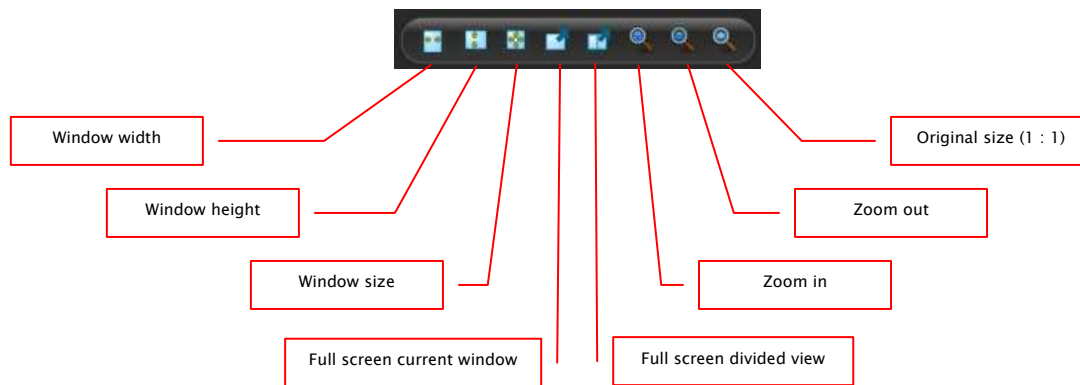 Window width
Original size (1 : 1)
Window height
Zoom out
Window size
Zoom in
Full screen current window
Full screen divided view